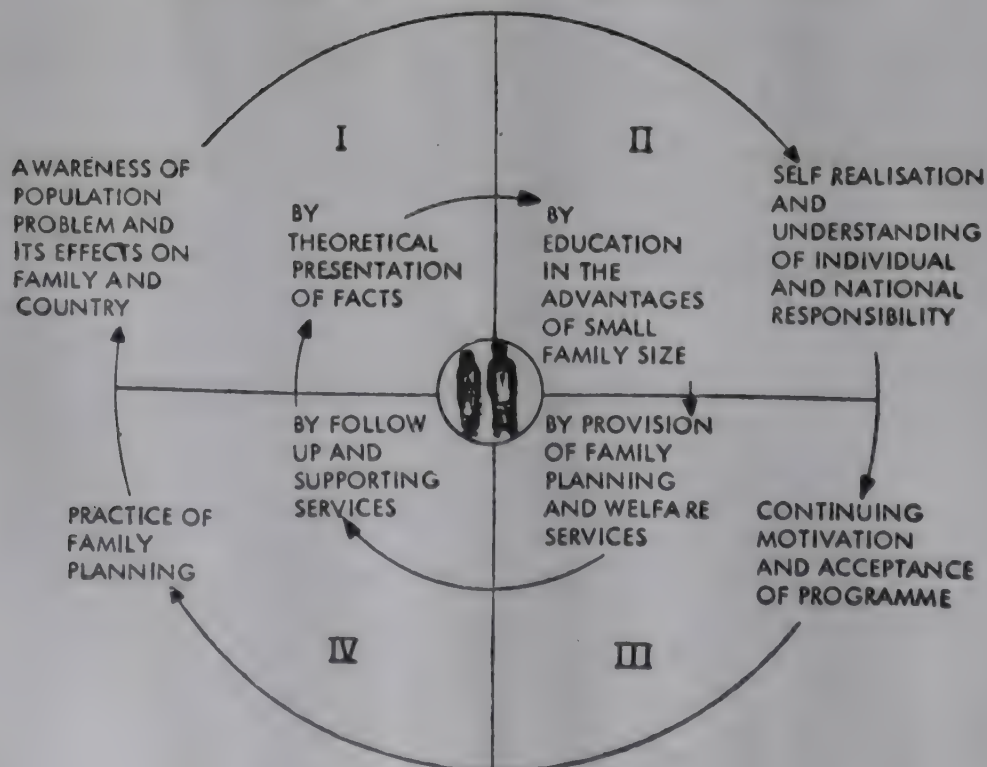 I
II
AWARENESS OF
POPULATION
PROBLEM AND
ITS EFFECTS ON
FAMILY AND
COUNTRY
BY
THEORETICAL
PRESENTATION
OF FACTS
BY
EDUCATION
IN THE
ADVANTAGES
OF SMALL
FAMILY SIZE
SELF REALISATION
AND
UNDERSTANDING
OF INDIVIDUAL
AND NATIONAL
RESPONSIBILITY
PRACTICE OF
FAMILY
PLANNING
BY FOLLOW
UP AND
SUPPORTING
SERVICES
BY PROVISION
OF FAMILY
PLANNING
AND WELFARE
SERVICES
CONTINUING
MOTIVATION
AND ACCEPTANCE
OF PROGRAMME
IV
III